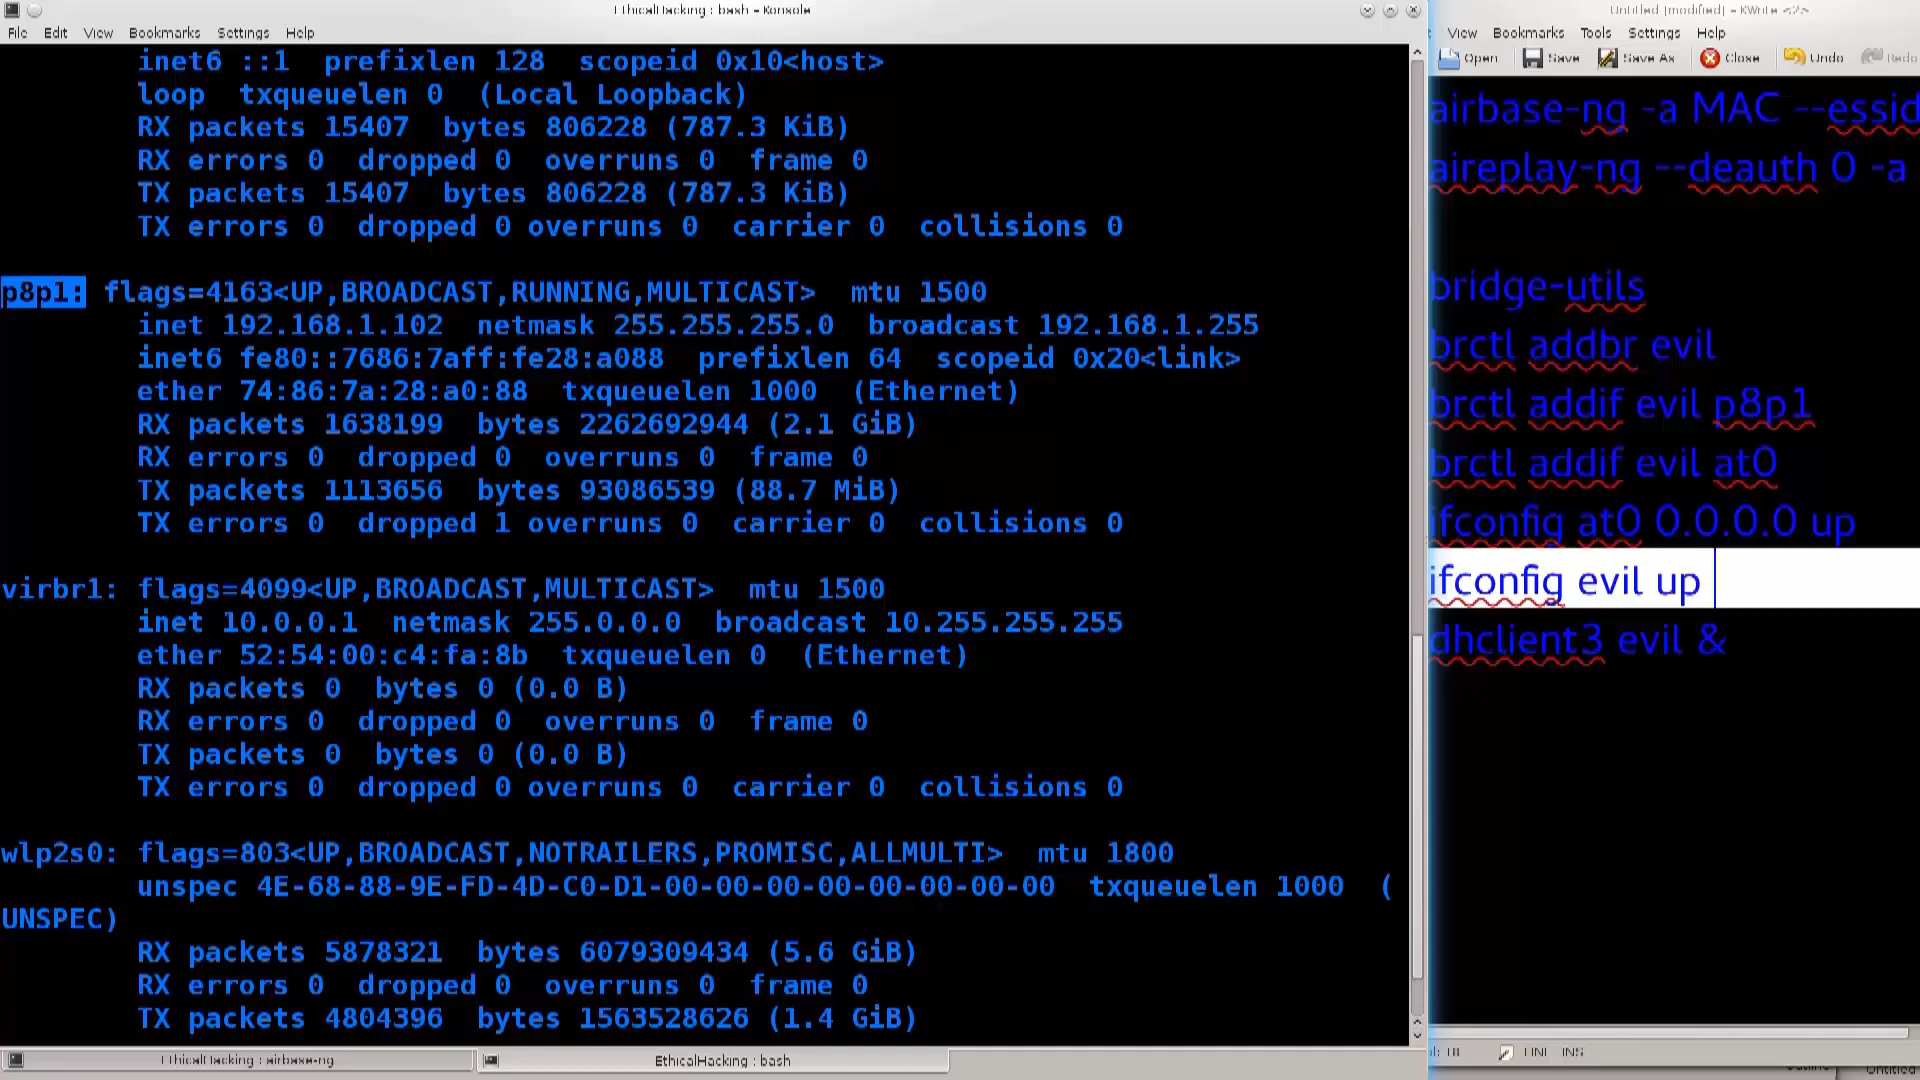 EthicalHacking : bash – Konsole
File Edit View Bookmarks Settings Help
inet6 ::1 prefixlen 128 scopeid 0x10<host>
loop txqueuelen 0 (Local Loopback)
RX packets 15407 bytes 806228 (787.3 KiB)
RX errors 0 dropped 0 overruns 0 frame 0
TX packets 15407 bytes 806228 (787.3 KiB)
TX errors 0 dropped 0 overruns 0 carrier 0 collisions 0
p8p1: flags=4163<UP,BROADCAST,RUNNING,MULTICAST> mtu 1500
inet 192.168.1.102 netmask 255.255.255.0 broadcast 192.168.1.255
inet6 fe80::7686:7aff:fe28:a088 prefixlen 64 scopeid 0x20<link>
ether 74:86:7a:28:a0:88 txqueuelen 1000 (Ethernet)
RX packets 1638199 bytes 2262692944 (2.1 GiB)
RX errors 0 dropped 0 overruns 0 frame 0
TX packets 1113656 bytes 93086539 (88.7 MiB)
TX errors 0 dropped 1 overruns 0 carrier 0 collisions 0
virbr1: flags=4099<UP,BROADCAST,MULTICAST> mtu 1500
inet 10.0.0.1 netmask 255.0.0.0 broadcast 10.255.255.255
ether 52:54:00:c4:fa:8b txqueuelen 0 (Ethernet)
RX packets 0 bytes 0 (0.0 B)
RX errors 0 dropped 0 overruns 0 frame 0
TX packets 0 bytes 0 (0.0 B)
TX errors 0 dropped 0 overruns 0 carrier 0 collisions 0
wlp2s0: flags=803<UP,BROADCAST,NOTRAILERS,PROMISC,ALLMULTI> mtu 1800
unspec 4E-68-88-9E-FD-4D-C0-D1-00-00-00-00-00-00-00-00 txqueuelen 1000 (
UNSPEC)
RX packets 5878321 bytes 6079309434 (5.6 GiB)
RX errors 0 dropped 0 overruns 0 frame 0
TX packets 4804396 bytes 1563528626 (1.4 GiB)
EthicalHacking : airbase-ng
EthicalHacking : bash
Untitled [modified] – KWrite <2>
View Bookmarks Tools Settings Help
Open Save Save As Close Undo Redo
airbase-ng -a MAC --essid
aireplay-ng --deauth 0 -a
bridge-utils
brctl addbr evil
brctl addif evil p8p1
brctl addif evil at0
ifconfig at0 0.0.0.0 up
ifconfig evil up
dhclient3 evil &
LINE INS
Untitled